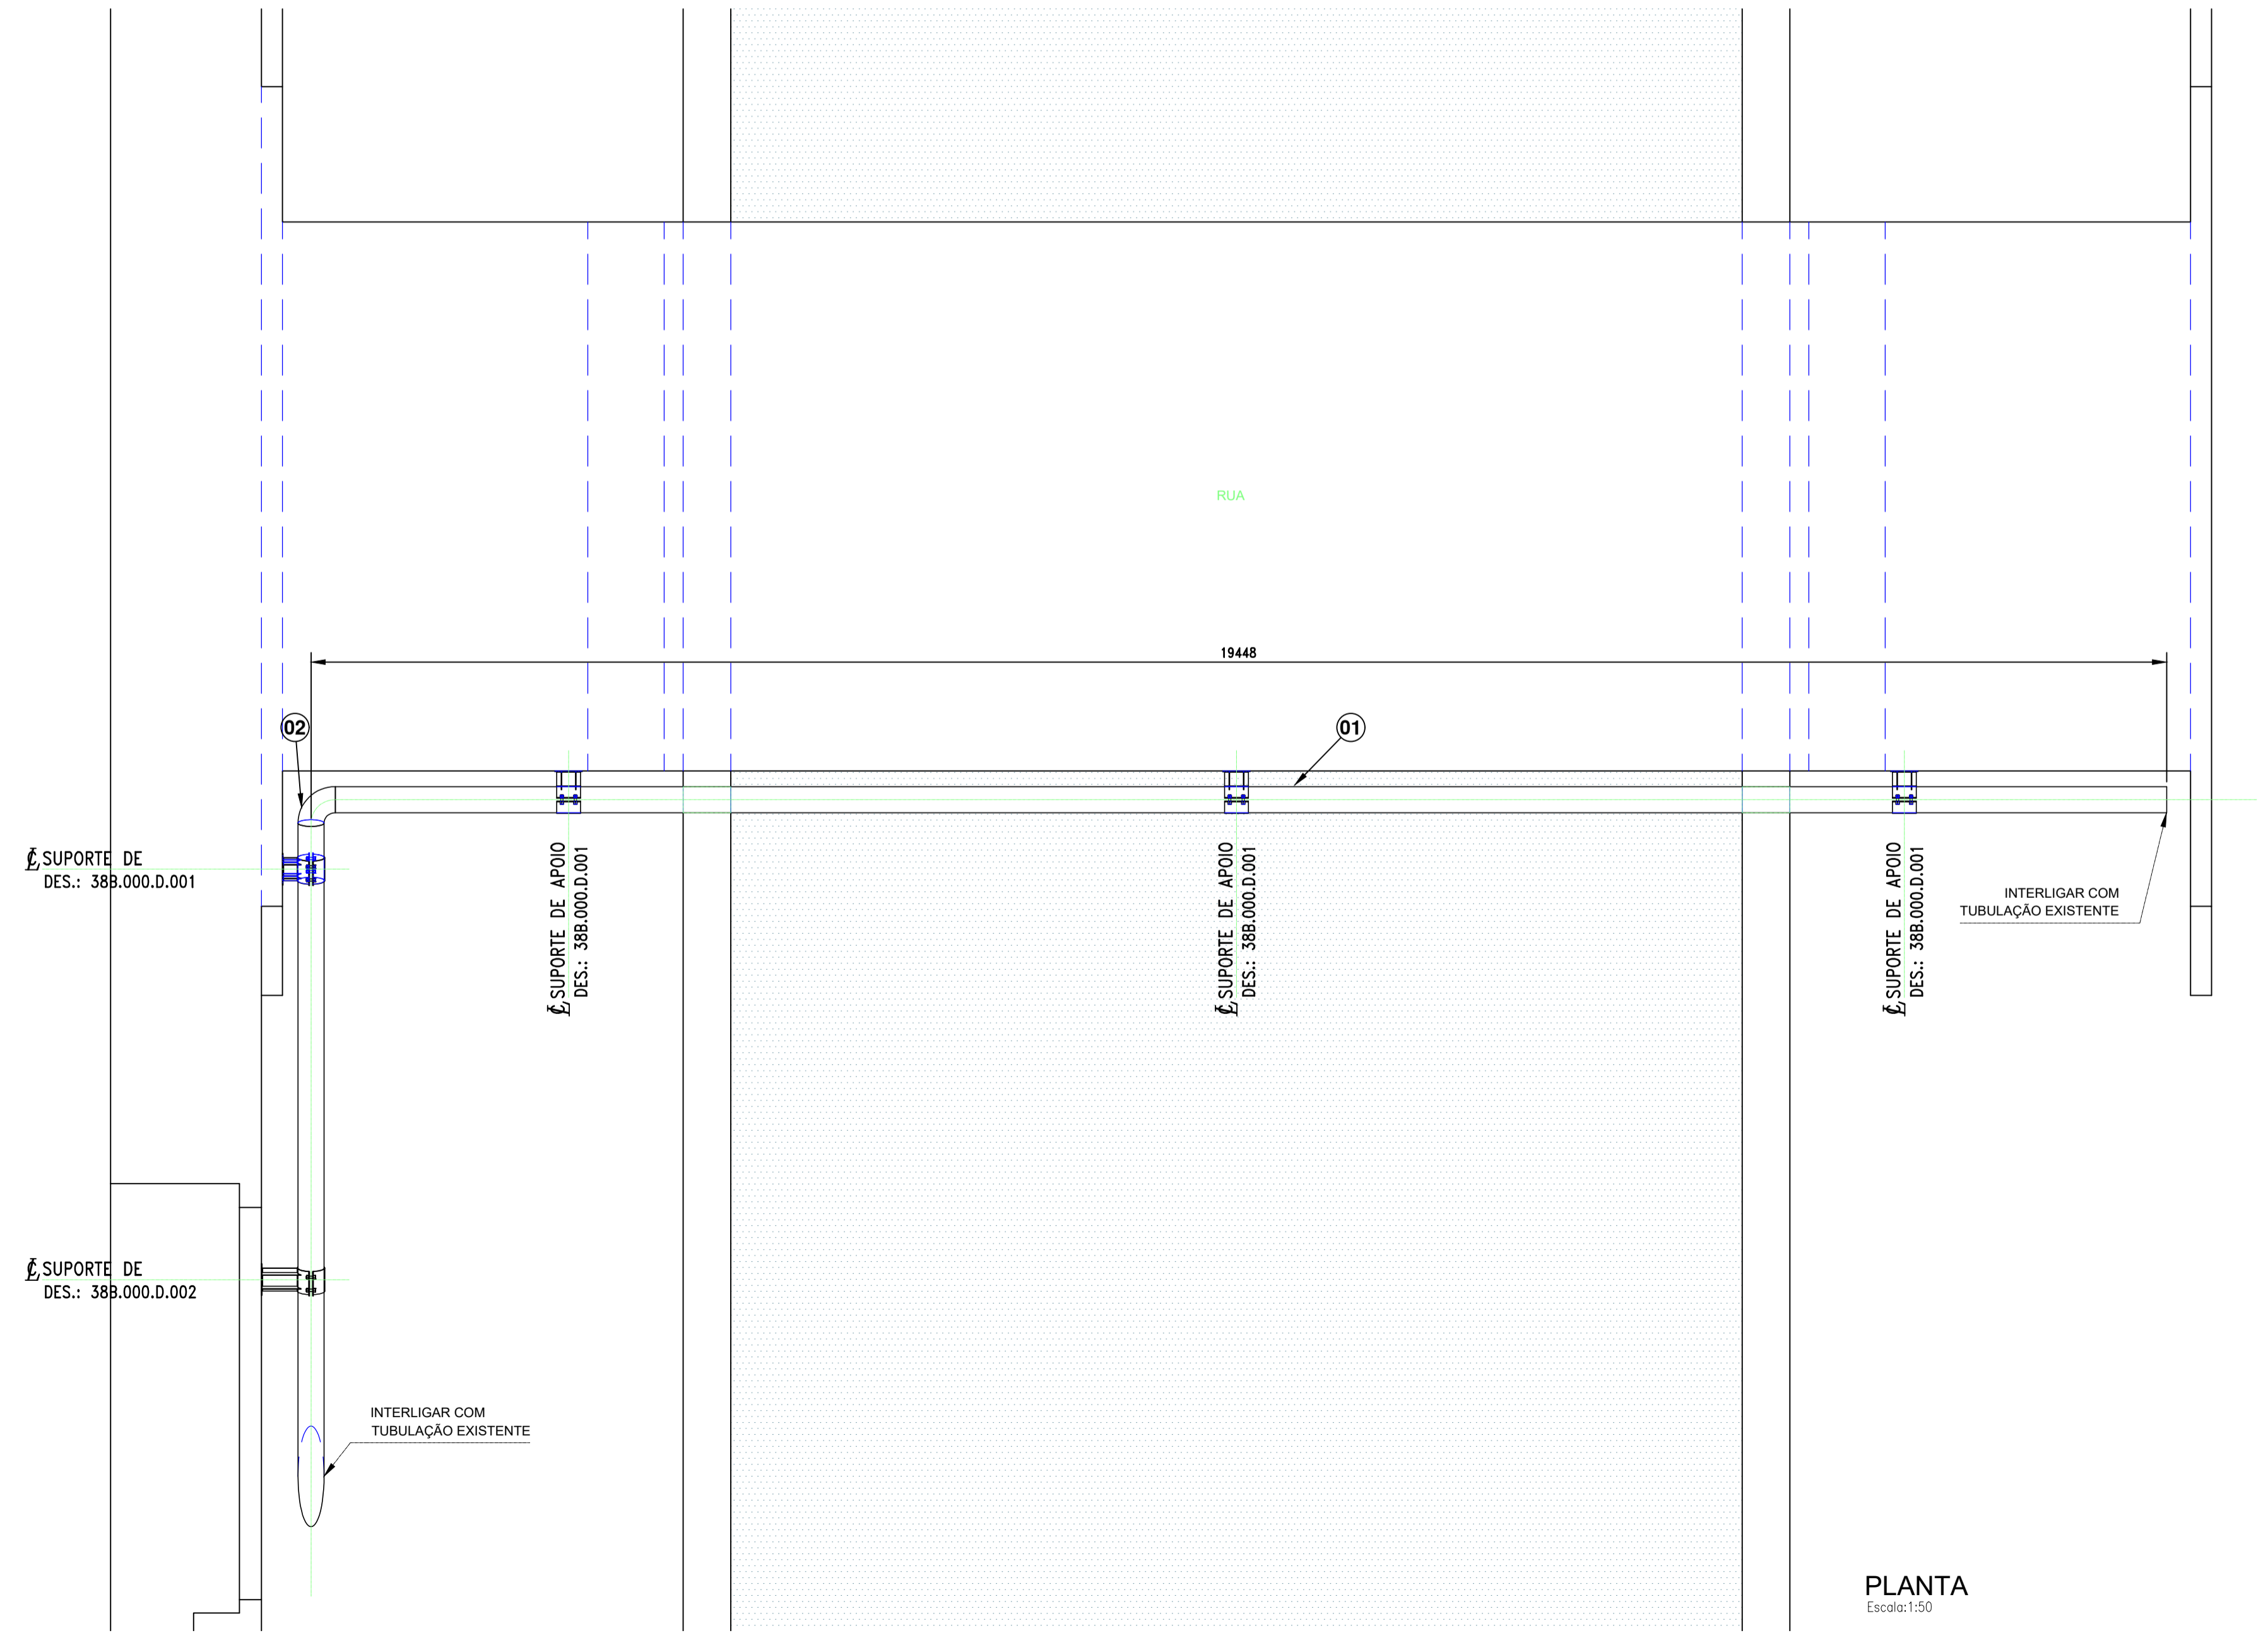 RUA
19448
02
01
℄ SUPORTE DE
DES.: 38B.000.D.001
℄ SUPORTE DE APOIO
DES.: 38B.000.D.001
℄ SUPORTE DE APOIO
DES.: 38B.000.D.001
℄ SUPORTE DE APOIO
DES.: 38B.000.D.001
INTERLIGAR COM
TUBULAÇÃO EXISTENTE
℄ SUPORTE DE
DES.: 38B.000.D.002
INTERLIGAR COM
TUBULAÇÃO EXISTENTE
PLANTA
Escala:1:50